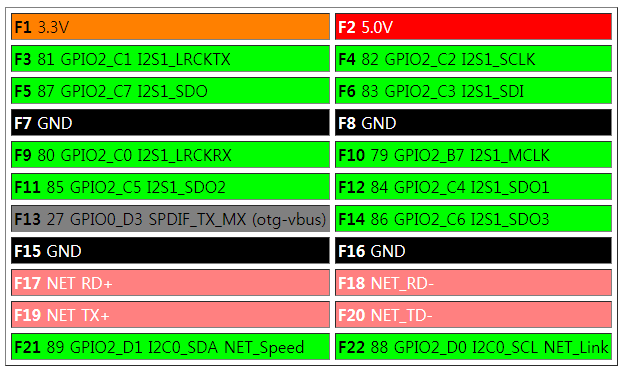 F1 3.3V
F2 5.0V
F3 81 GPIO2_C1 I2S1_LRCKTX
F4 82 GPIO2_C2 I2S1_SCLK
F5 87 GPIO2_C7 I2S1_SDO
F6 83 GPIO2_C3 I2S1_SDI
F7 GND
F8 GND
F9 80 GPIO2_C0 I2S1_LRCKRX
F10 79 GPIO2_B7 I2S1_MCLK
F11 85 GPIO2_C5 I2S1_SDO2
F12 84 GPIO2_C4 I2S1_SDO1
F13 27 GPIO0_D3 SPDIF_TX_MX (otg-vbus)
F14 86 GPIO2_C6 I2S1_SDO3
F15 GND
F16 GND
F17 NET RD+
F18 NET_RD-
F19 NET TX+
F20 NET_TD-
F21 89 GPIO2_D1 I2C0_SDA NET_Speed
F22 88 GPIO2_D0 I2C0_SCL NET_Link